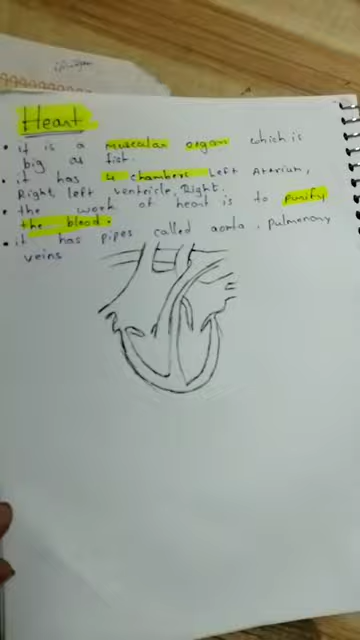 Heart
• it is a muscular organ which is
big as fist.
• it has 4 chambers Left Atarium,
Right, left ventricle, Right.
• the work of heart is to purify
the blood.
• it has pipes called aorta, pulmonary
veins